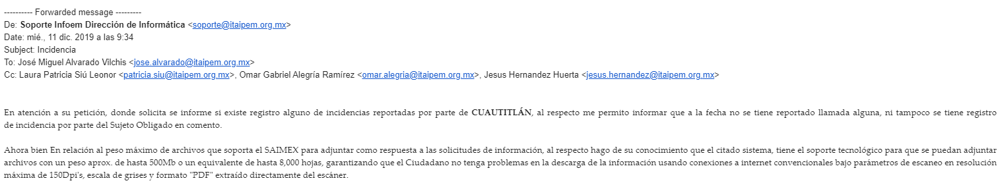 ---------- Forwarded message ---------
De: Soporte Infoem Dirección de Informática <soporte@itaipem.org.mx>
Date: mié., 11 dic. 2019 a las 9:34
Subject: Incidencia
To: José Miguel Alvarado Vilchis <jose.alvarado@itaipem.org.mx>
Cc: Laura Patricia Siú Leonor <patricia.siu@itaipem.org.mx>, Omar Gabriel Alegría Ramírez <omar.alegria@itaipem.org.mx>, Jesus Hernandez Huerta <jesus.hernandez@itaipem.org.mx>
En atención a su petición, donde solicita se informe si existe registro alguno de incidencias reportadas por parte de CUAUTITLÁN, al respecto me permito informar que a la fecha no se tiene reportado llamada alguna, ni tampoco se tiene registro
de incidencia por parte del Sujeto Obligado en comento.
Ahora bien En relación al peso máximo de archivos que soporta el SAIMEX para adjuntar como respuesta a las solicitudes de información, al respecto hago de su conocimiento que el citado sistema, tiene el soporte tecnológico para que se puedan adjuntar
archivos con un peso aprox. de hasta 500Mb o un equivalente de hasta 8,000 hojas, garantizando que el Ciudadano no tenga problemas en la descarga de la información usando conexiones a internet convencionales bajo parámetros de escaneo en resolución
máxima de 150Dpi's, escala de grises y formato "PDF" extraído directamente del escáner.